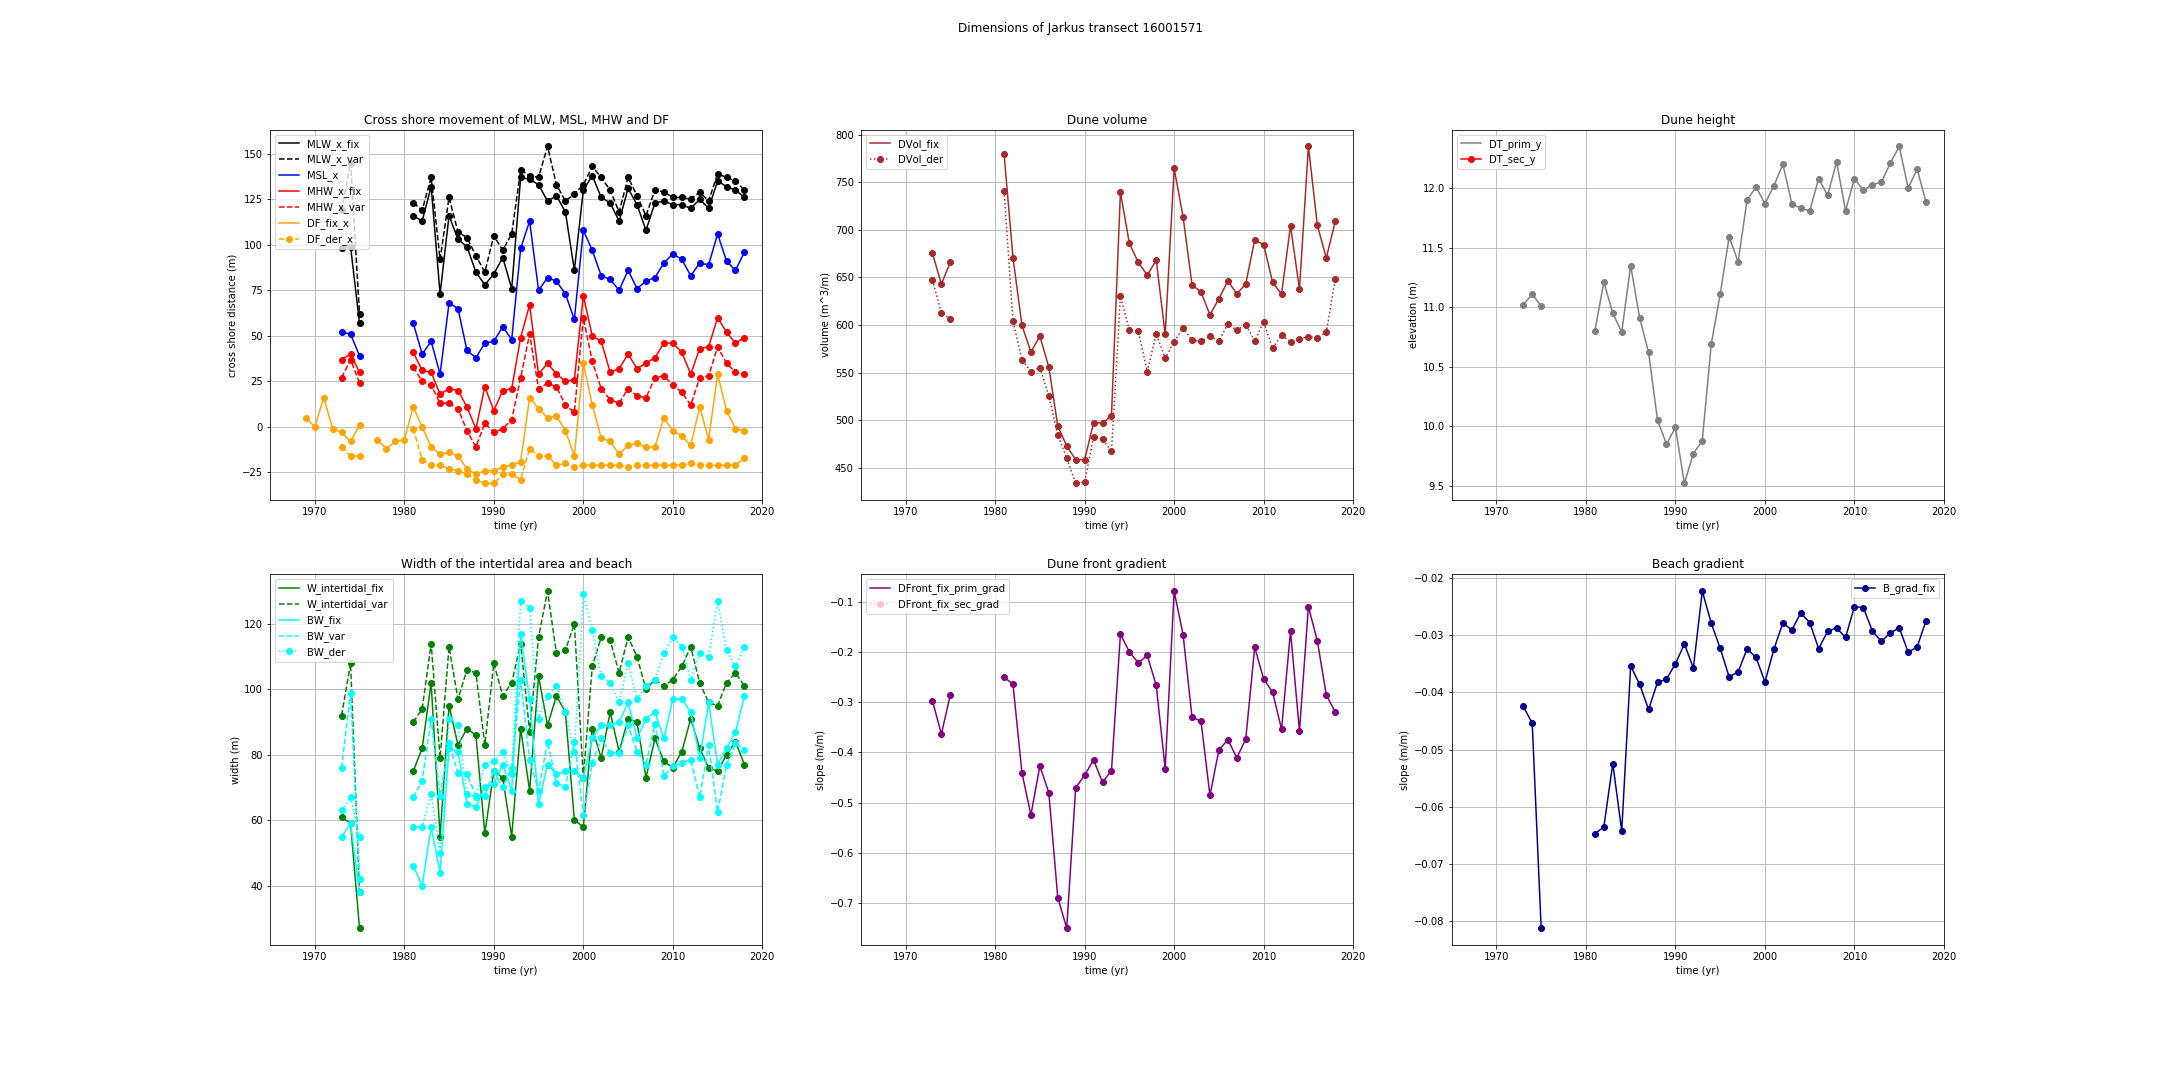 Dimensions of Jarkus transect 16001571
Cross shore movement of MLW, MSL, MHW and DF
MLW_x_fix
MLW_x_var
MSL_x
MHW_x_fix
MHW_x_var
DF_fix_x
DF_der_x
cross shore distance (m)
150
125
100
75
50
25
0
−25
1970 1980 1990 2000 2010 2020
time (yr)
Dune volume
DVol_fix
DVol_der
volume (m^3/m)
800
750
700
650
600
550
500
450
1970 1980 1990 2000 2010 2020
time (yr)
Dune height
DT_prim_y
DT_sec_y
elevation (m)
12.0
11.5
11.0
10.5
10.0
9.5
1970 1980 1990 2000 2010 2020
time (yr)
Width of the intertidal area and beach
W_intertidal_fix
W_intertidal_var
BW_fix
BW_var
BW_der
width (m)
120
100
80
60
40
1970 1980 1990 2000 2010 2020
time (yr)
Dune front gradient
DFront_fix_prim_grad
DFront_fix_sec_grad
slope (m/m)
−0.1
−0.2
−0.3
−0.4
−0.5
−0.6
−0.7
1970 1980 1990 2000 2010 2020
time (yr)
Beach gradient
B_grad_fix
slope (m/m)
−0.02
−0.03
−0.04
−0.05
−0.06
−0.07
−0.08
1970 1980 1990 2000 2010 2020
time (yr)